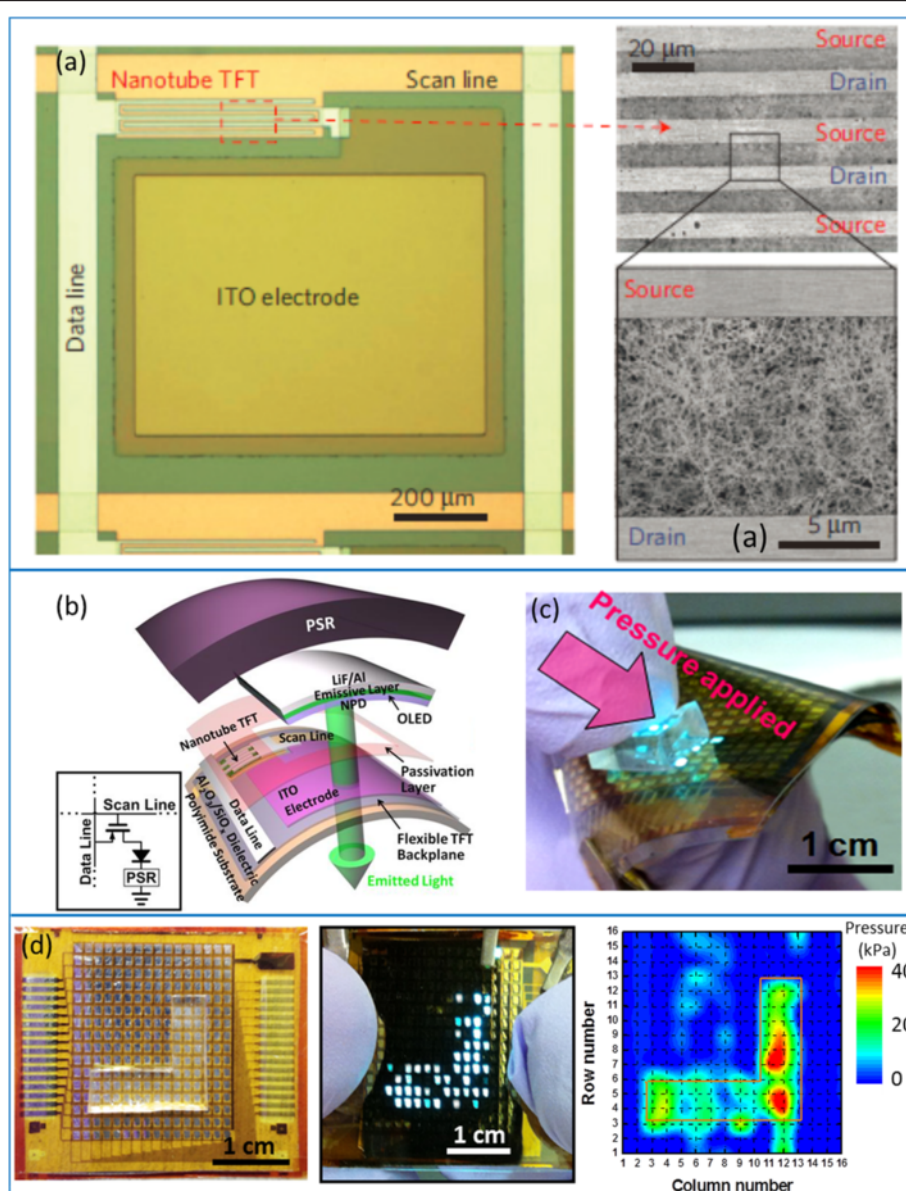 (a)
Nanotube TFT
Scan line
Data line
ITO electrode
200 µm
20 µm
Source
Drain
Source
Drain
Source
Source
Drain
(a)
5 µm
(b)
PSR
LiF/Al
Emissive Layer
NPD
OLED
Nanotube TFT
Scan Line
Passivation
Layer
ITO
Electrode
Data Line
Al₂O₃/SiOₓ Dielectric
Polyimide Substrate
Flexible TFT
Backplane
Emitted Light
Scan Line
Data Line
PSR
(c)
Pressure applied
1 cm
(d)
1 cm
1 cm
Row number
16
15
14
13
12
11
10
9
8
7
6
5
4
3
2
1
1 2 3 4 5 6 7 8 9 10 11 12 13 14 15 16
Column number
Pressure
(kPa)
40
20
0